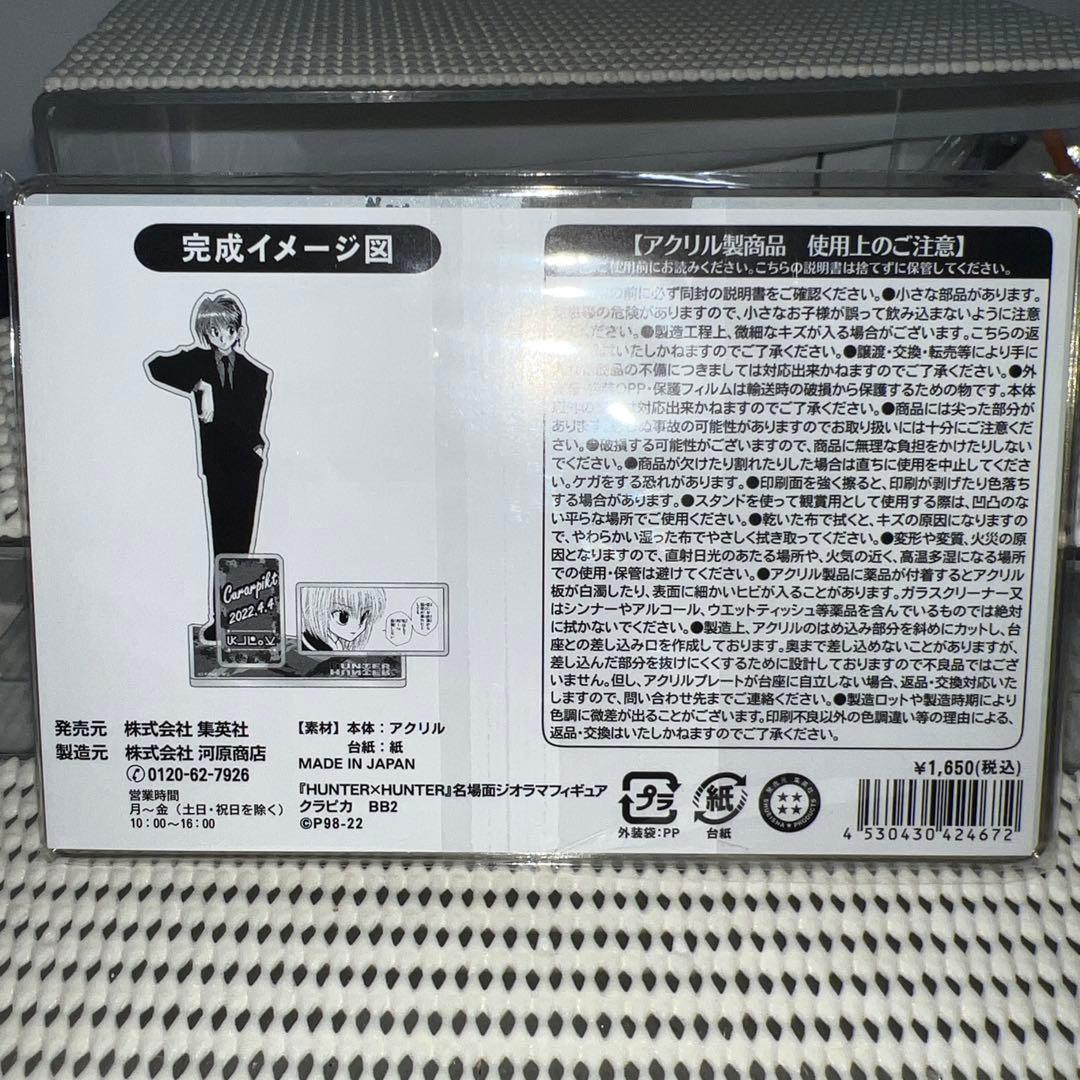 完成イメージ図
Curarpikt
2022.4.4
HUNTER
HUNTER
発売元 株式会社 集英社
製造元 株式会社 河原商店
0120-62-7926
営業時間
月～金（土日・祝日を除く）
10：00～16：00
【素材】本体：アクリル
台紙：紙
MADE IN JAPAN
『HUNTER×HUNTER』名場面ジオラマフィギュア
クラピカ BB2
©P98-22
【アクリル製商品 使用上のご注意】
使用前にお読みください。こちらの説明書は捨てずに保管してください。
の前に必ず同封の説明書をご確認ください。●小さな部品があります。
の危険がありますので、小さなお子様が誤って飲み込まないように注意
ください。●製造工程上、微細なキズが入る場合がございます。こちらの返
はいたしかねますのでご了承ください。●譲渡・交換・転売等により手に
商品の不備につきましては対応出来かねますのでご了承ください。●外
OPP・保護フィルムは輸送時の破損から保護するための物です。本体
は対応出来かねますのでご了承ください。●商品には尖った部分が
あります。 ぬ事故の可能性がありますのでお取り扱いには十分にご注意くだ
さい。●破損する可能性がございますので、商品に無理な負担をかけたりしない
でください。●商品が欠けたり割れたりした場合は直ちに使用を中止してくださ
い。ケガをする恐れがあります。●印刷面を強く擦ると、印刷が剥げたり色落ち
する場合があります。●スタンドを使って観賞用として使用する際は、凹凸のな
い平らな場所でご使用ください。●乾いた布で拭くと、キズの原因になりますの
で、やわらかい湿った布でやさしく拭き取ってください。●変形や変質、火災の原
因となりますので、直射日光のあたる場所や、火気の近く、高温多湿になる場所
での使用・保管は避けてください。●アクリル製品に薬品が付着するとアクリル
板が白濁したり、表面に細かいヒビが入ることがあります。ガラスクリーナー又
はシンナーやアルコール、ウエットティッシュ等薬品を含んでいるものでは絶対
に拭かないでください。●製造上、アクリルのはめ込み部分を斜めにカットし、台
座との差し込み口を作成しております。奥まで差し込めないことがありますが、
差し込んだ部分を抜けにくくするために設計しておりますので不良品ではござ
いません。但し、アクリルプレートが台座に自立しない場合、返品・交換対応いた
しますので、問い合わせ先までご連絡ください。●製造ロットや製造時期により
色調に微差が出ることがございます。印刷不良以外の色調違い等の理由による、
返品・交換はいたしかねますのでご了承ください。
¥1,650(税込)
プラ
外装袋：PP
紙
台紙
発売元 集英社
SHUEISHA ★ PRODUCTS
4 530430 424672